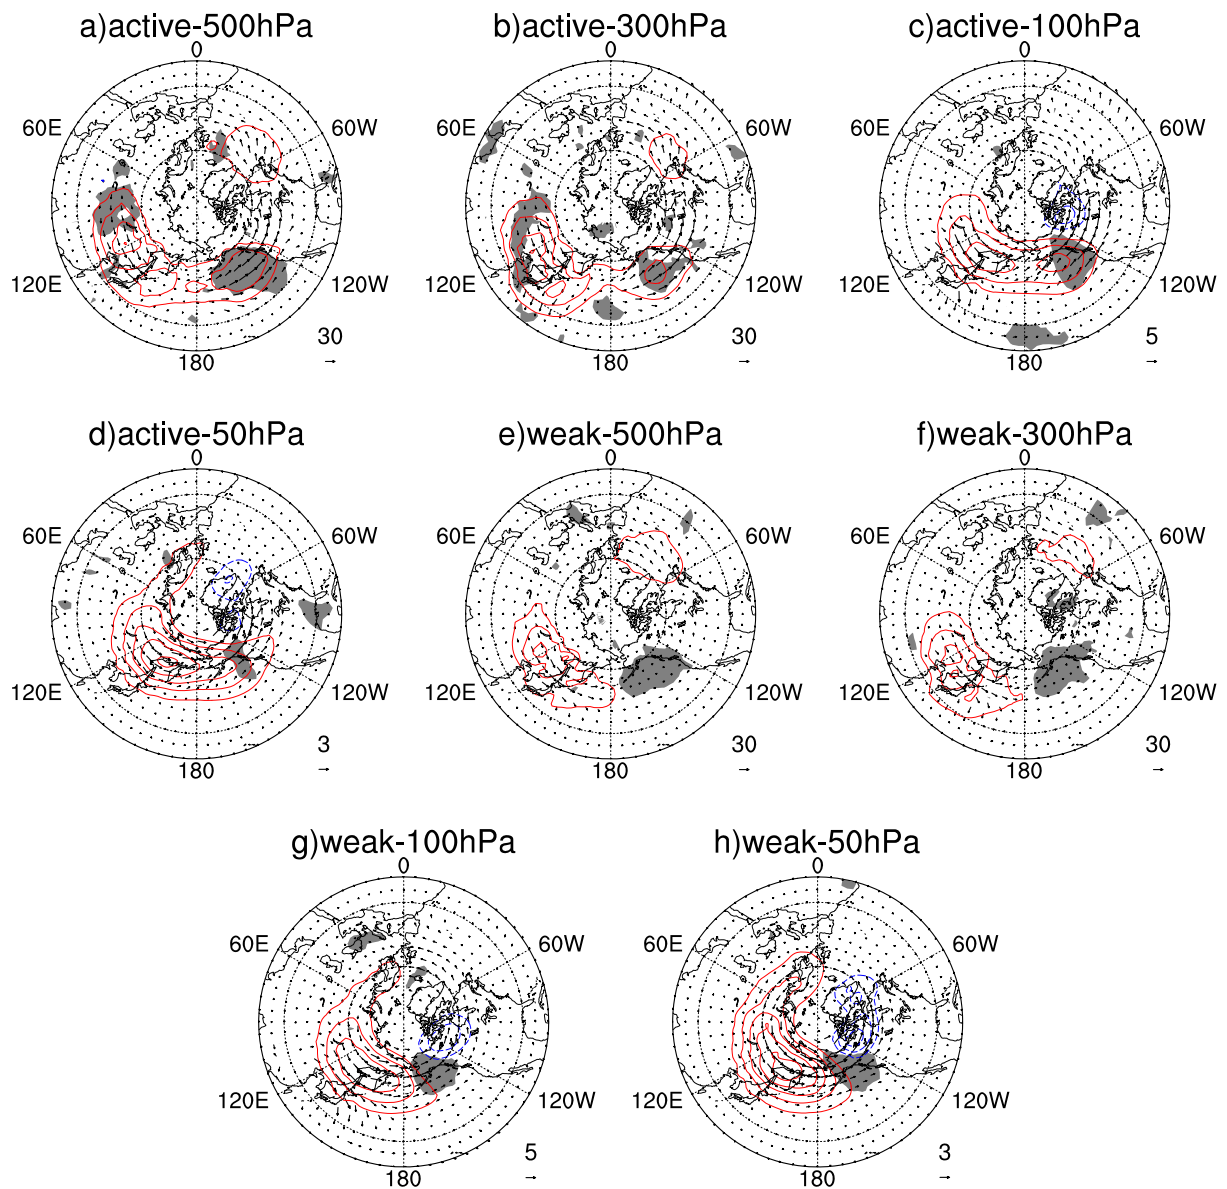 a)active-500hPa
b)active-300hPa
c)active-100hPa
0
0
0
60E
60W
60E
60W
60E
60W
120E
120W
120E
120W
120E
120W
30
30
5
180
180
180
d)active-50hPa
e)weak-500hPa
f)weak-300hPa
0
0
0
60E
60W
60E
60W
60E
60W
120E
120W
120E
120W
120E
120W
3
30
30
180
180
180
g)weak-100hPa
h)weak-50hPa
0
0
60E
60W
60E
60W
120E
120W
120E
120W
5
3
180
180